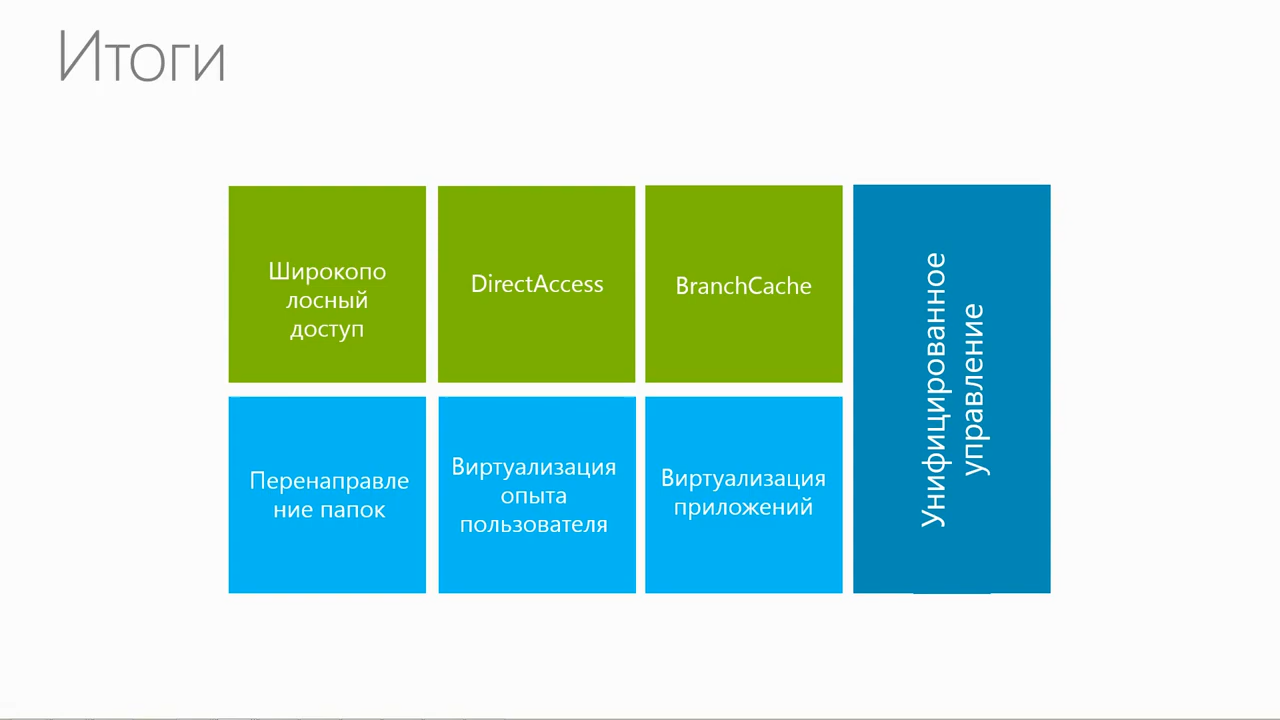 Итоги
Широкопо
лосный
доступ
DirectAccess
BranchCache
Перенаправле
ние папок
Виртуализация
опыта
пользователя
Виртуализация
приложений
Унифицированное
управление